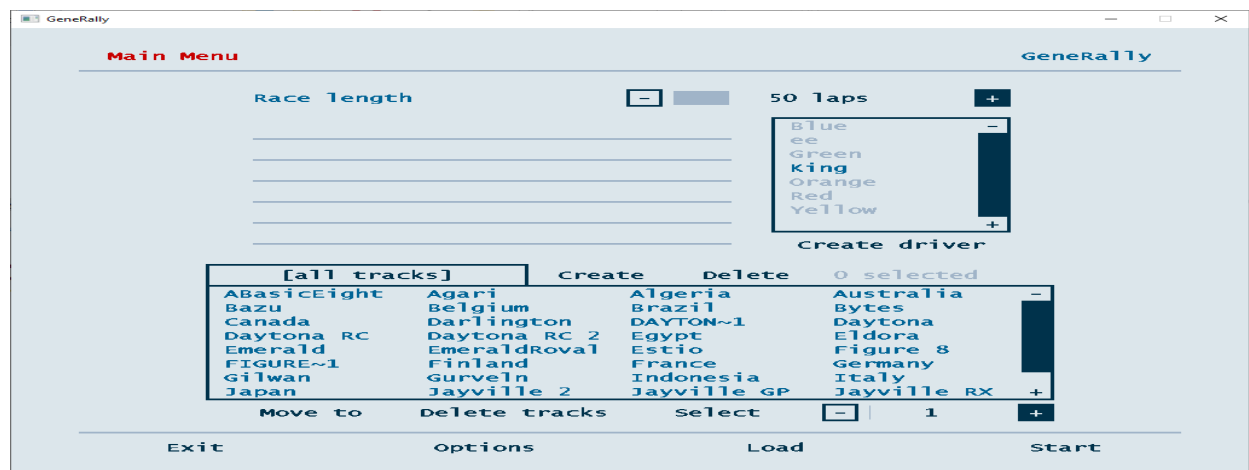 GeneRally
Main Menu GeneRally
Race length - 50 laps +
Blue -
ee
Green
King
Orange
Red
Yellow
+
Create driver
[all tracks] Create Delete 0 selected
ABasicEight Agari Algeria Australia -
Bazu Belgium Brazil Bytes
Canada Darlington DAYTON~1 Daytona
Daytona RC Daytona RC 2 Egypt Eldora
Emerald EmeraldRoval Estio Figure 8
FIGURE~1 Finland France Germany
Gilwan Gurveln Indonesia Italy
Japan Jayville 2 Jayville GP Jayville RX +
Move to Delete tracks Select - 1 +
Exit Options Load Start